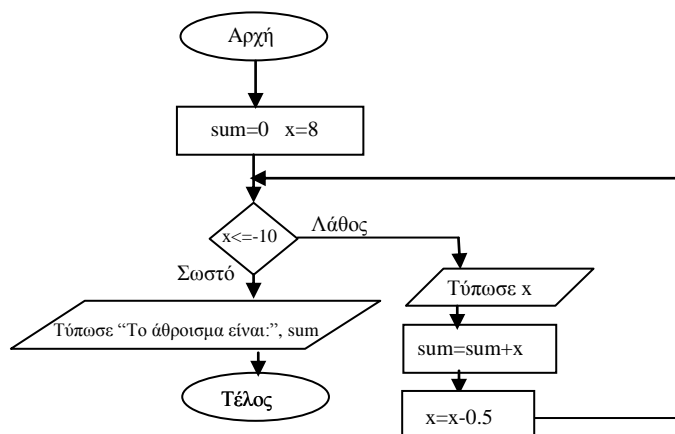 Αρχή
sum=0 x=8
x<=-10
Λάθος
Σωστό
Τύπωσε x
Τύπωσε “Το άθροισμα είναι:”, sum
sum=sum+x
Τέλος
x=x-0.5